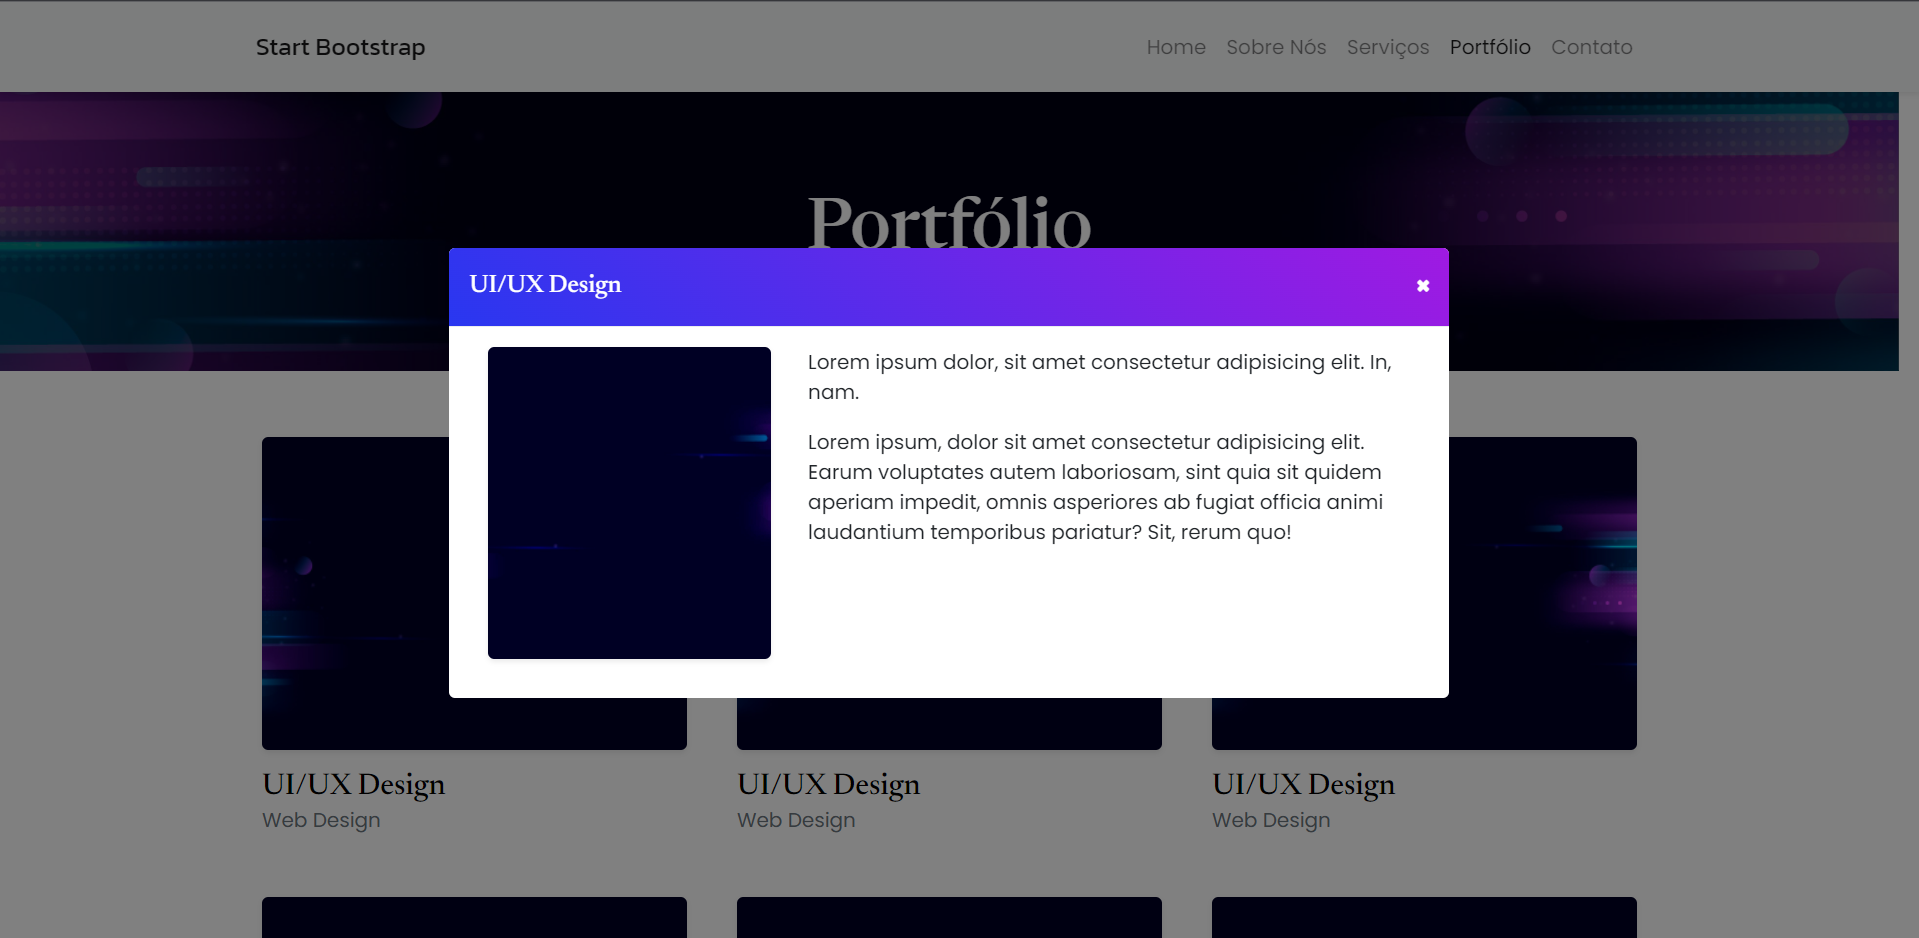 Start Bootstrap
Home Sobre Nós Serviços Portfólio Contato
Portfólio
UI/UX Design
Lorem ipsum dolor, sit amet consectetur adipisicing elit. In,
nam.
Lorem ipsum, dolor sit amet consectetur adipisicing elit.
Earum voluptates autem laboriosam, sint quia sit quidem
aperiam impedit, omnis asperiores ab fugiat officia animi
laudantium temporibus pariatur? Sit, rerum quo!
UI/UX Design
Web Design
UI/UX Design
Web Design
UI/UX Design
Web Design